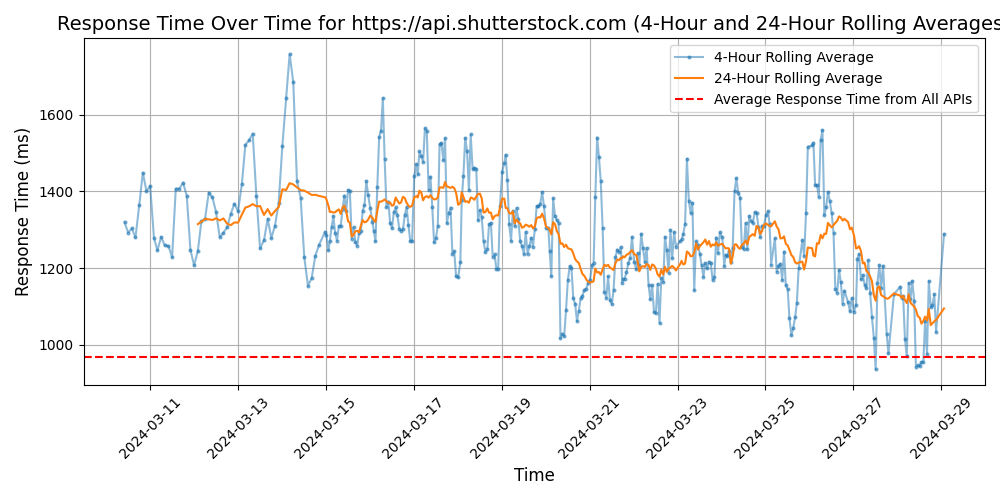 Response Time Over Time for https://api.shutterstock.com (4-Hour and 24-Hour Rolling Averages
4-Hour Rolling Average
24-Hour Rolling Average
Average Response Time from All APIs
Response Time (ms)
1600
1400
1200
1000
2024-03-11
2024-03-13
2024-03-15
2024-03-17
2024-03-19
2024-03-21
2024-03-23
2024-03-25
2024-03-27
2024-03-29
Time